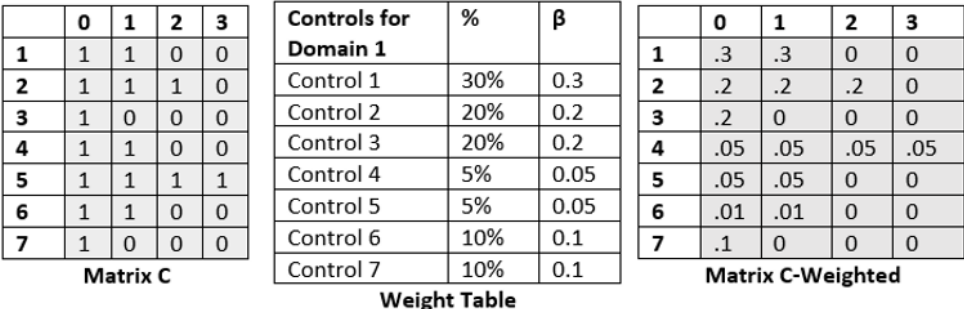 0 1 2 3
1 1 1 0 0
2 1 1 1 0
3 1 0 0 0
4 1 1 0 0
5 1 1 1 1
6 1 1 0 0
7 1 0 0 0
Matrix C
Controls for % β
Domain 1
Control 1 30% 0.3
Control 2 20% 0.2
Control 3 20% 0.2
Control 4 5% 0.05
Control 5 5% 0.05
Control 6 10% 0.1
Control 7 10% 0.1
Weight Table
0 1 2 3
1 .3 .3 0 0
2 .2 .2 .2 0
3 .2 0 0 0
4 .05 .05 .05 .05
5 .05 .05 0 0
6 .01 .01 0 0
7 .1 0 0 0
Matrix C-Weighted